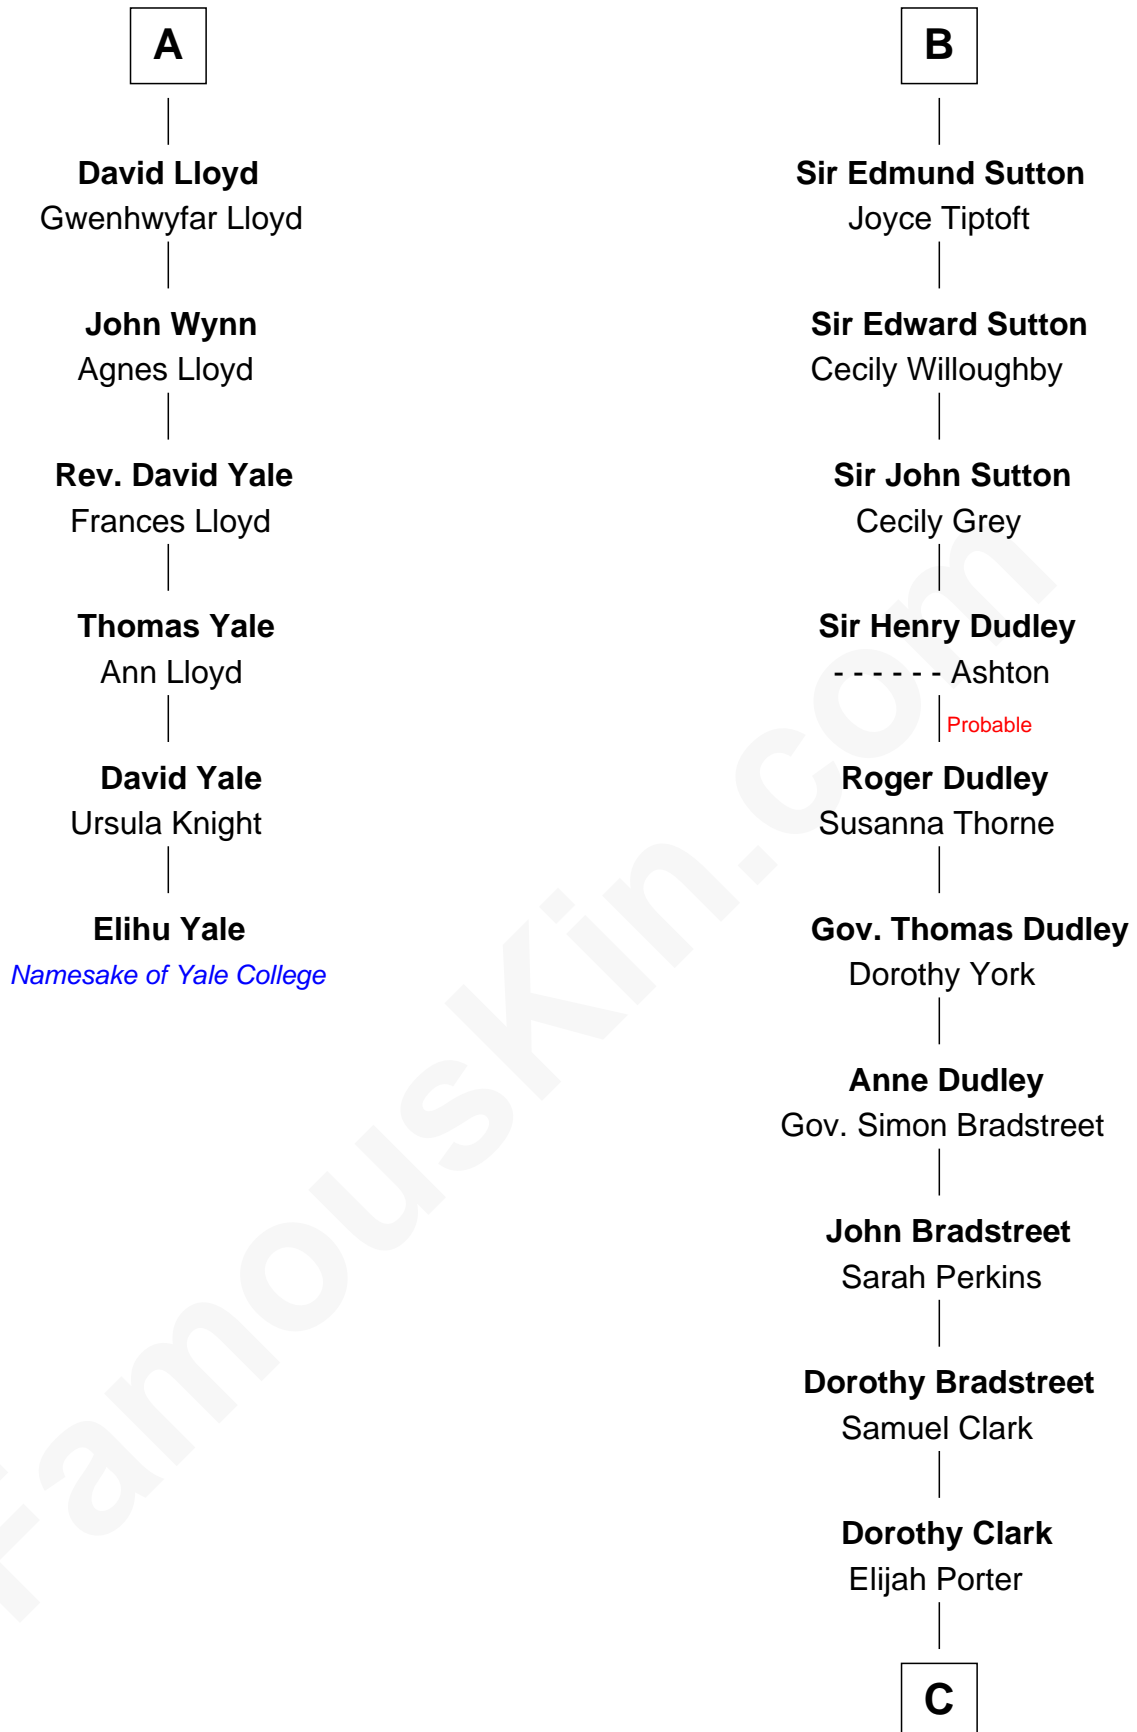 A
David Lloyd
Gwenhwyfar Lloyd
John Wynn
Agnes Lloyd
Rev. David Yale
Frances Lloyd
Thomas Yale
Ann Lloyd
David Yale
Ursula Knight
Elihu Yale
Namesake of Yale College
B
Sir Edmund Sutton
Joyce Tiptoft
Sir Edward Sutton
Cecily Willoughby
Sir John Sutton
Cecily Grey
Sir Henry Dudley
- - - - - - Ashton
Probable
Roger Dudley
Susanna Thorne
Gov. Thomas Dudley
Dorothy York
Anne Dudley
Gov. Simon Bradstreet
John Bradstreet
Sarah Perkins
Dorothy Bradstreet
Samuel Clark
Dorothy Clark
Elijah Porter
C
FamousKin.com